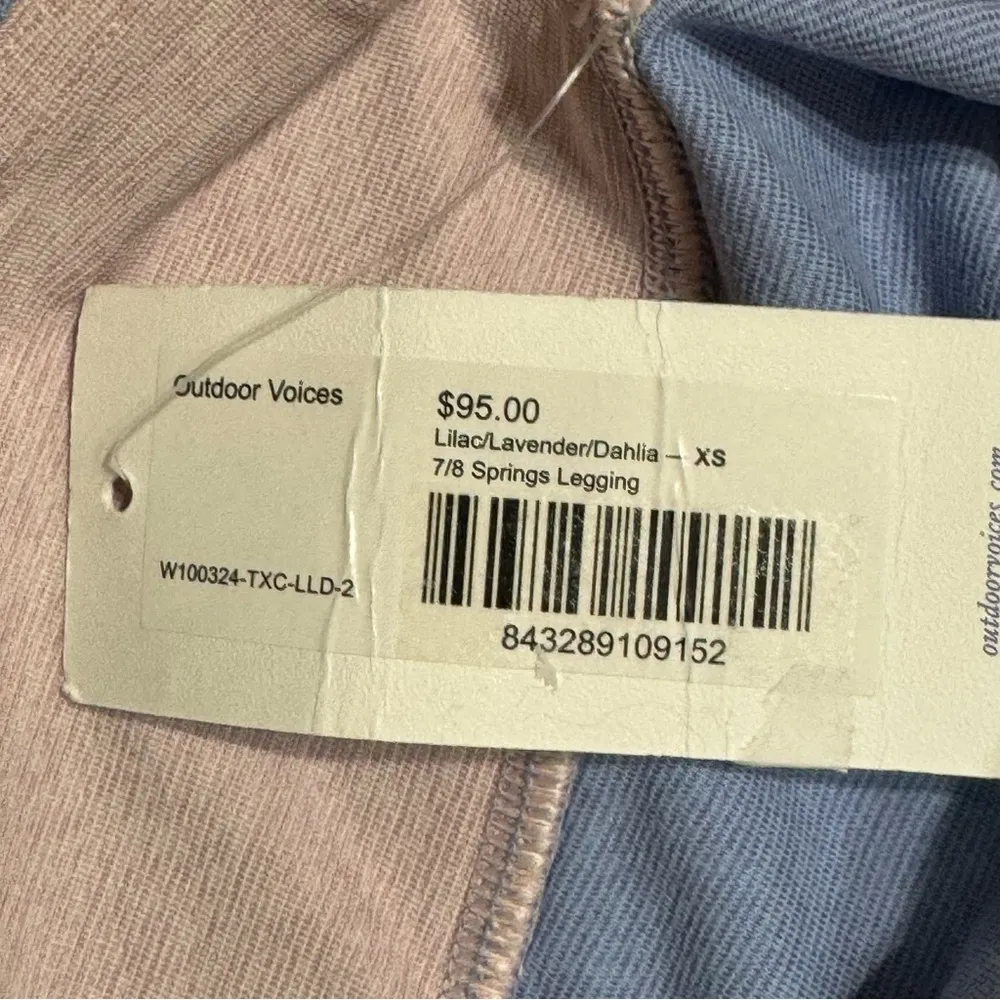 Outdoor Voices
$95.00
Lilac/Lavender/Dahlia — XS
7/8 Springs Legging
W100324-TXC-LLD-2
843289109152
outdoorvoices.com